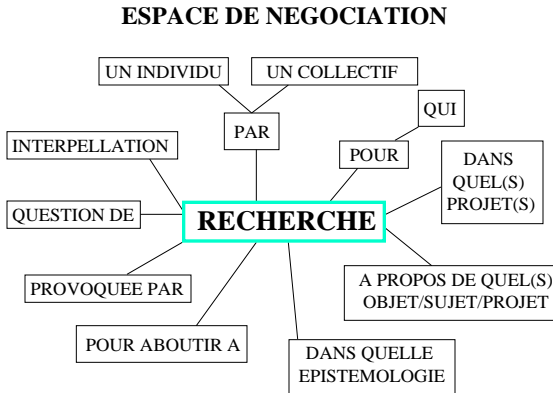 ESPACE DE NEGOCIATION
UN INDIVIDU
UN COLLECTIF
QUI
PAR
INTERPELLATION
POUR
DANS
QUEL(S)
PROJET(S)
QUESTION DE
RECHERCHE
PROVOQUEE PAR
A PROPOS DE QUEL(S)
OBJET/SUJET/PROJET
POUR ABOUTIR A
DANS QUELLE
EPISTEMOLOGIE